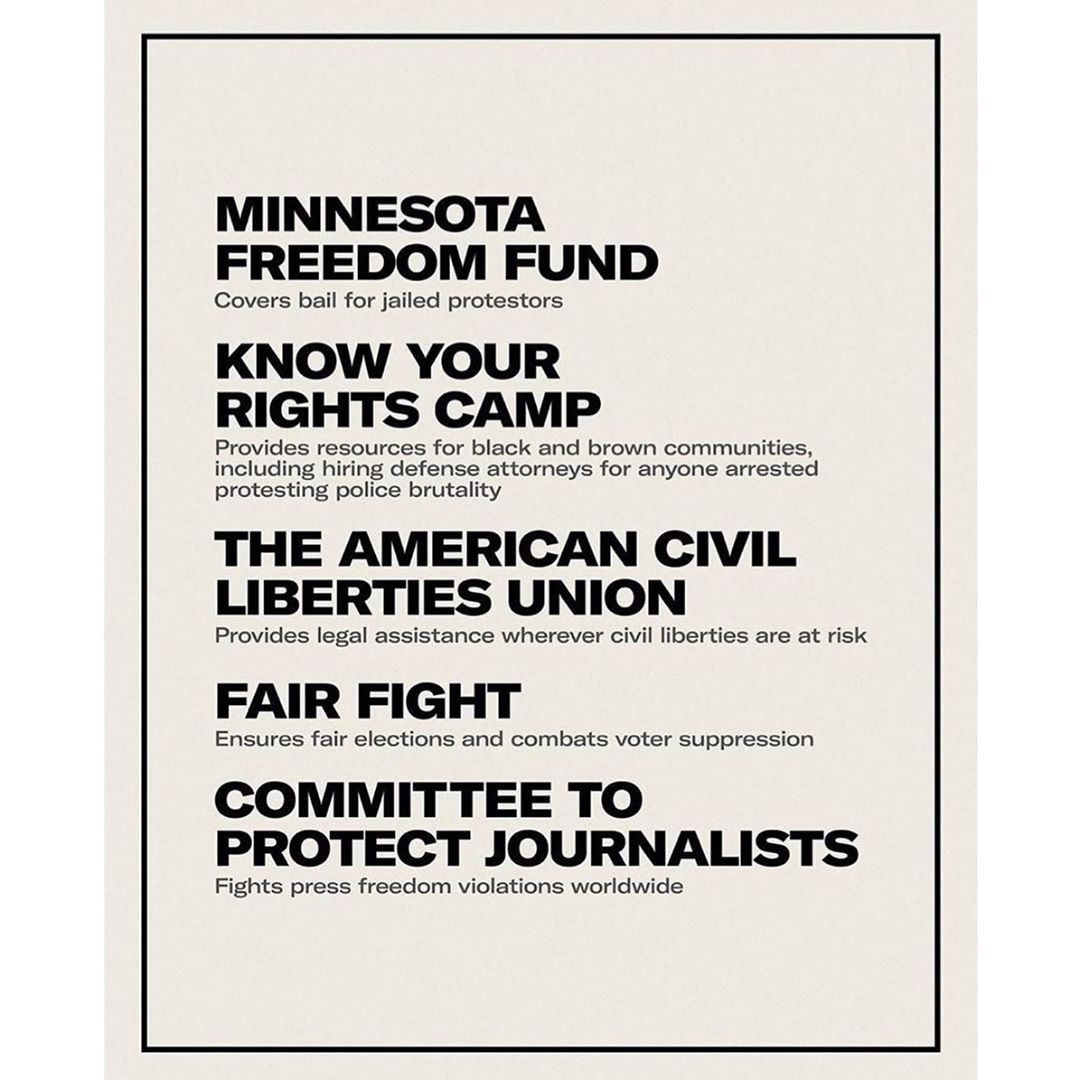 MINNESOTA
FREEDOM FUND
Covers bail for jailed protestors
KNOW YOUR
RIGHTS CAMP
Provides resources for black and brown communities,
including hiring defense attorneys for anyone arrested
protesting police brutality
THE AMERICAN CIVIL
LIBERTIES UNION
Provides legal assistance wherever civil liberties are at risk
FAIR FIGHT
Ensures fair elections and combats voter suppression
COMMITTEE TO
PROTECT JOURNALISTS
Fights press freedom violations worldwide